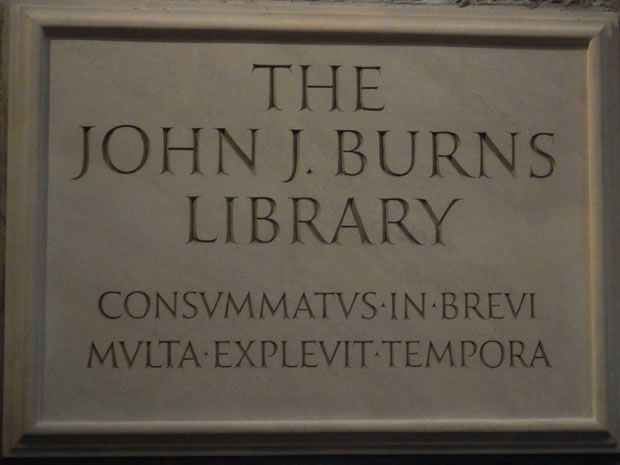 THE
JOHN J. BURNS
LIBRARY
CONSVMMATVS·IN·BREVI
MVLTA·EXPLEVIT·TEMPORA